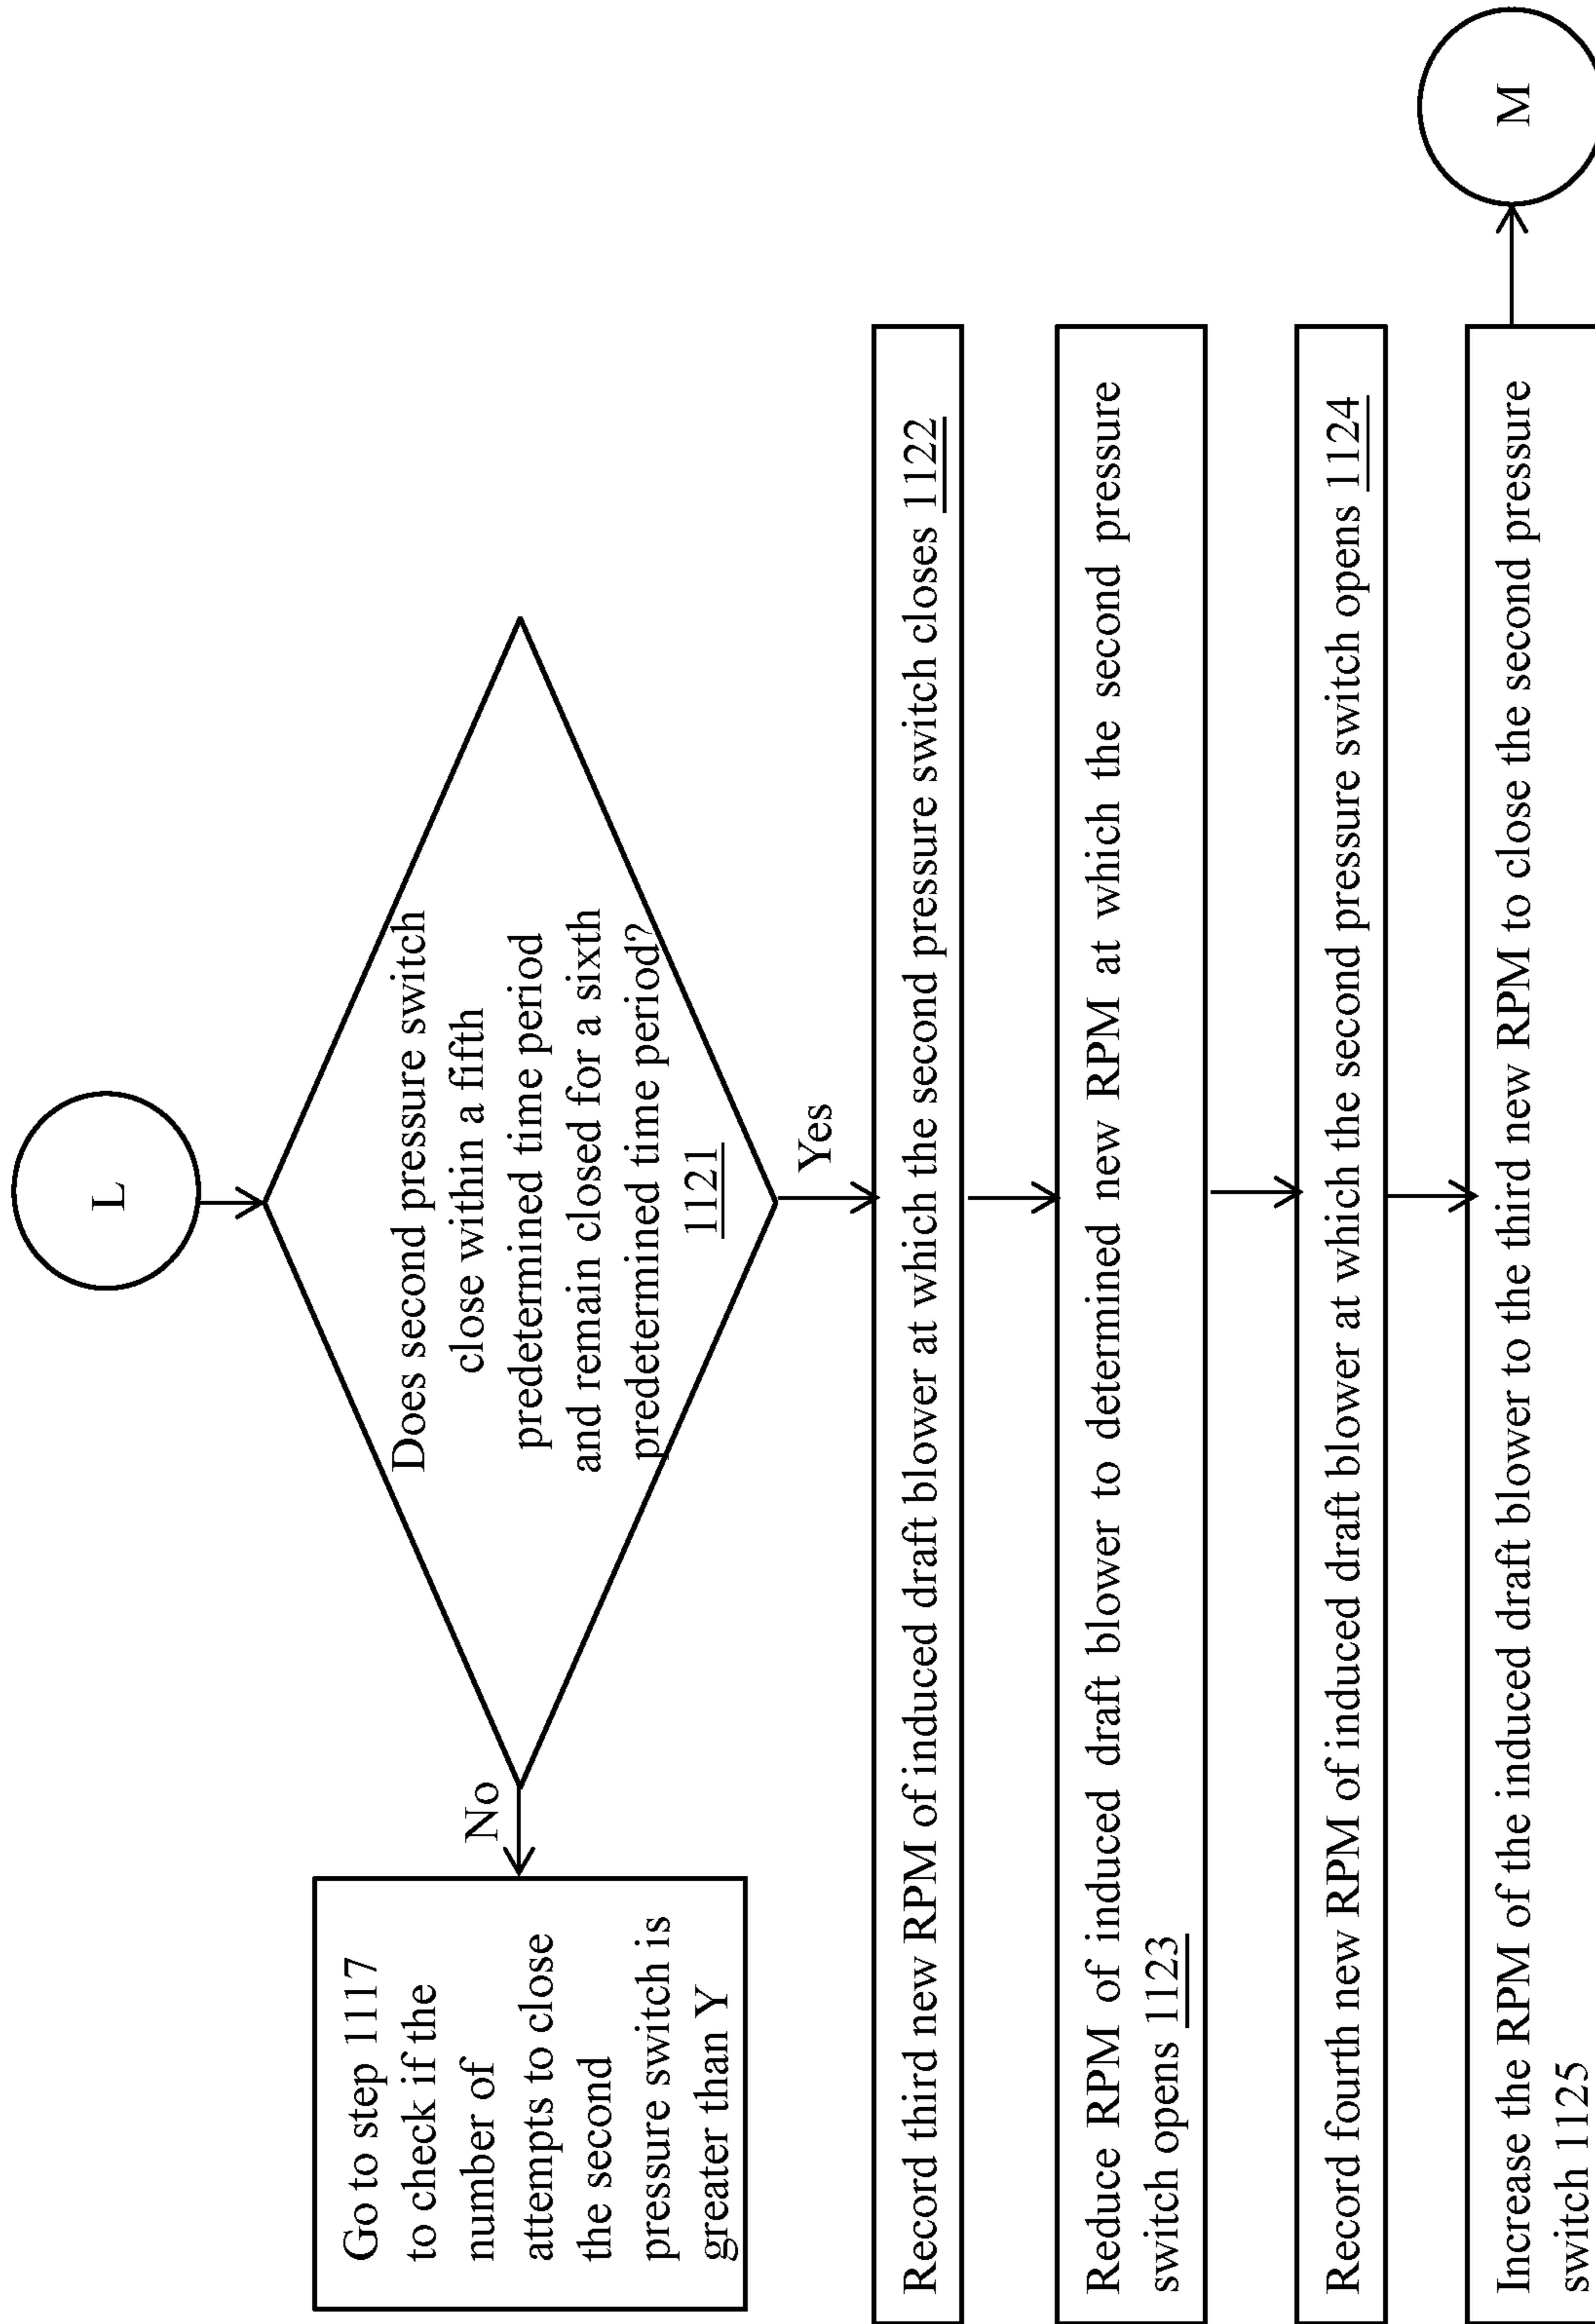 L
Does second pressure switch
close within a fifth
predetermined time period
and remain closed for a sixth
predetermined time period?
1121
No
Go to step 1117
to check if the
number of
attempts to close
the second
pressure switch is
greater than Y
Yes
Record third new RPM of induced draft blower at which the second pressure switch closes 1122
Reduce RPM of induced draft blower to determined new RPM at which the second pressure
switch opens 1123
Record fourth new RPM of induced draft blower at which the second pressure switch opens 1124
Increase the RPM of the induced draft blower to the third new RPM to close the second pressure
switch 1125
M